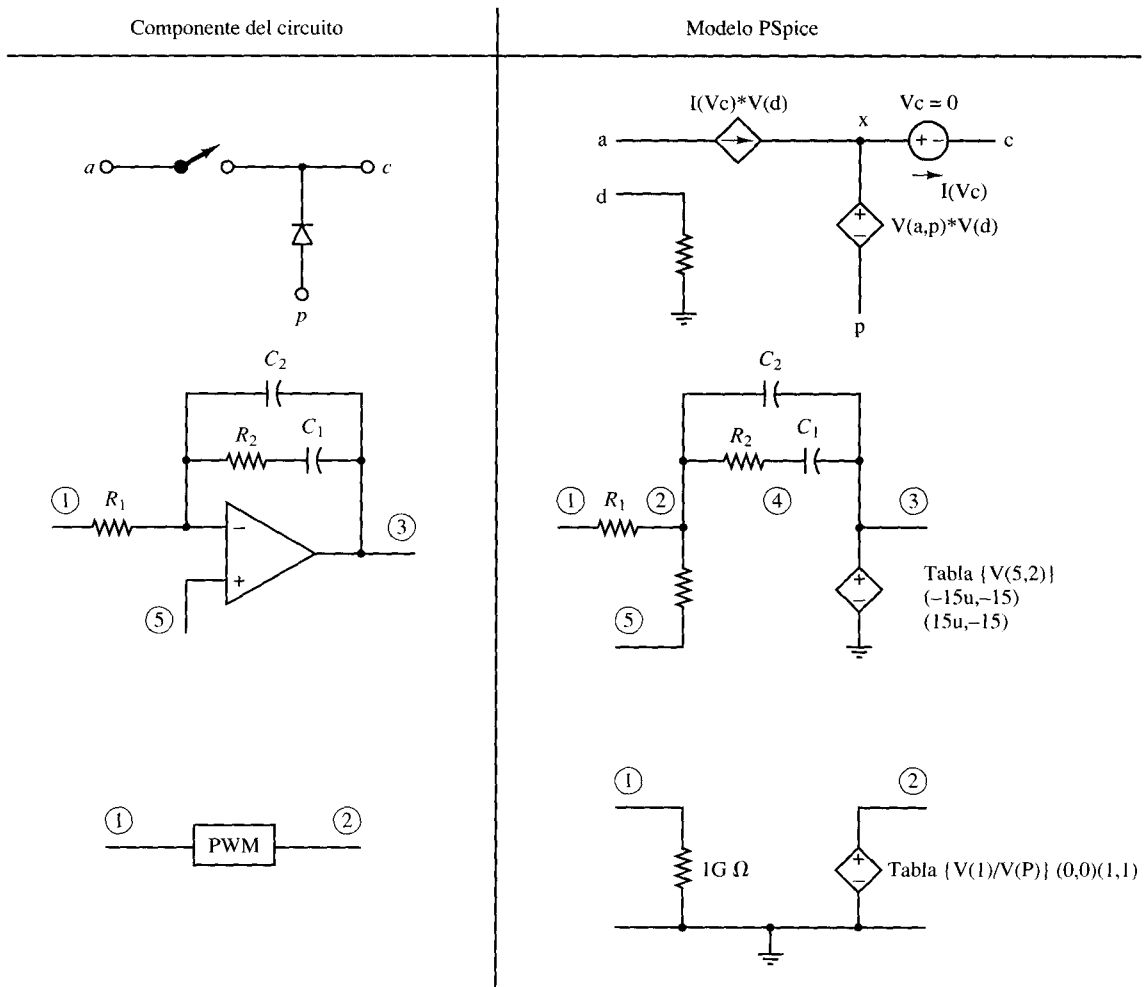 Componente del circuito
Modelo PSpice
a
c
p
I(Vc)*V(d)
Vc = 0
a
x
+ −
c
I(Vc)
d
+
−
V(a,p)*V(d)
p
C2
R2
C1
1
R1
−
+
3
5
C2
R2
C1
1
R1
2
4
3
+
−
Tabla {V(5,2)}
(−15u,−15)
(15u,−15)
5
1
PWM
2
1
2
1G Ω
+
−
Tabla {V(1)/V(P)} (0,0)(1,1)